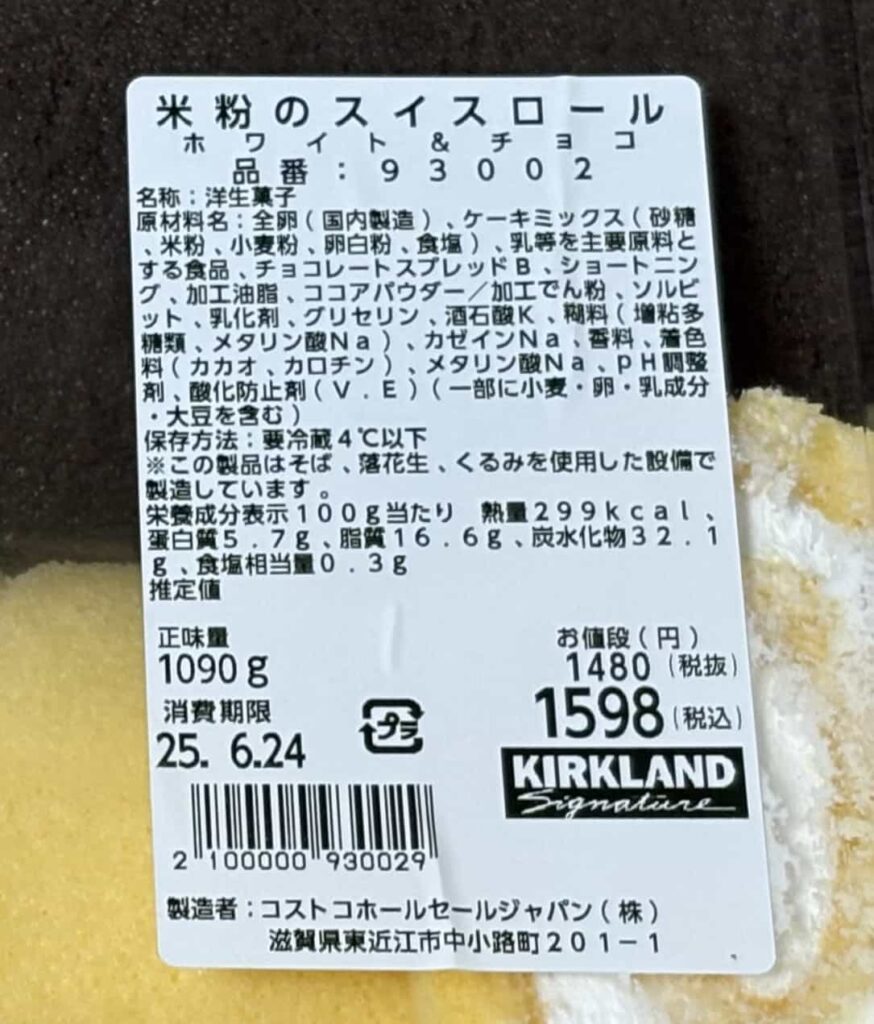 米粉のスイスロール
ホワイト&チョコ
品番:93002
名称:洋生菓子
原材料名:全卵(国内製造)、ケーキミックス(砂糖
、米粉、小麦粉、卵白粉、食塩)、乳等を主要原料と
する食品、チョコレートスプレッドB、ショートニン
グ、加工油脂、ココアパウダー/加工でん粉、ソルビ
ット、乳化剤、グリセリン、酒石酸K、糊料(増粘多
糖類、メタリン酸Na)、カゼインNa、香料、着色
料(カカオ、カロチン)、メタリン酸Na、pH調整
剤、酸化防止剤(V.E)(一部に小麦・卵・乳成分
・大豆を含む)
保存方法:要冷蔵4℃以下
※この製品はそば、落花生、くるみを使用した設備で
製造しています。
栄養成分表示100g当たり 熱量299kcal、
蛋白質5.7g、脂質16.6g、炭水化物32.1
g、食塩相当量0.3g
推定値
正味量 お値段(円)
1090g 1480(税抜)
消費期限 1598(税込)
25. 6.24 プラ
KIRKLAND
Signature
2 100000 930029
製造者:コストコホールセールジャパン(株)
滋賀県東近江市中小路町201-1